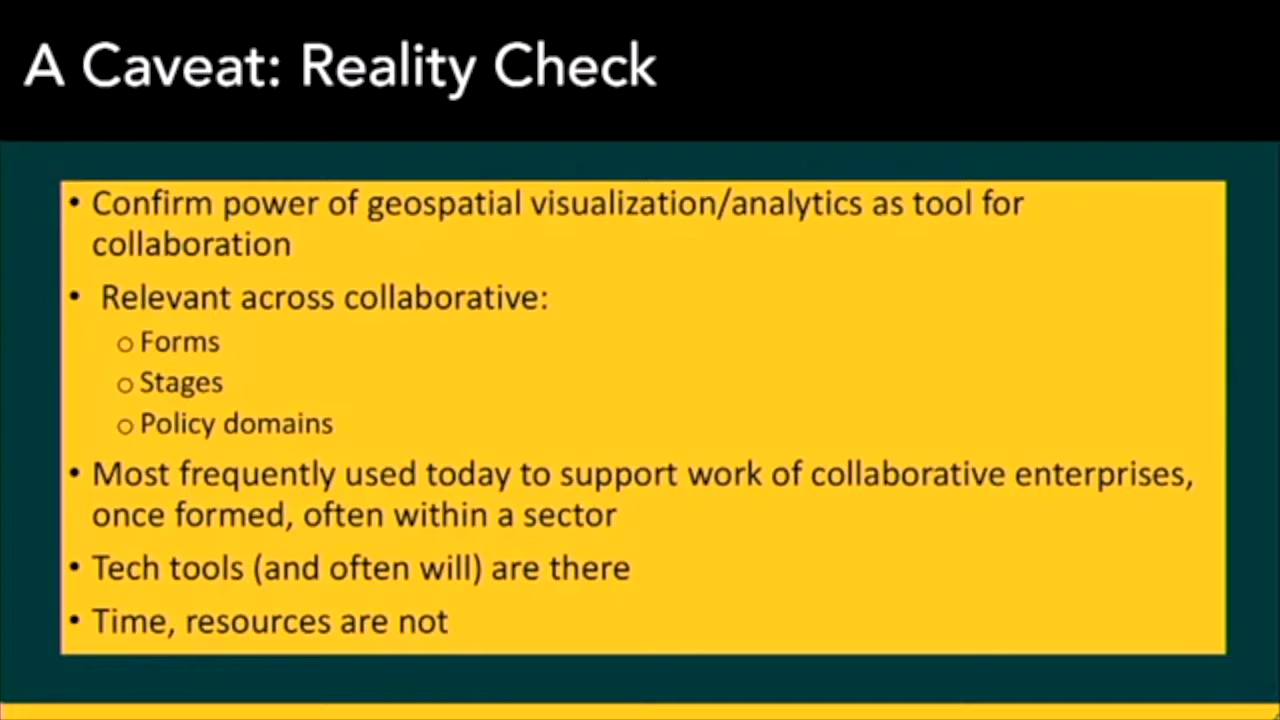 A Caveat: Reality Check
• Confirm power of geospatial visualization/analytics as tool for
collaboration
• Relevant across collaborative:
o Forms
o Stages
o Policy domains
• Most frequently used today to support work of collaborative enterprises,
once formed, often within a sector
• Tech tools (and often will) are there
• Time, resources are not